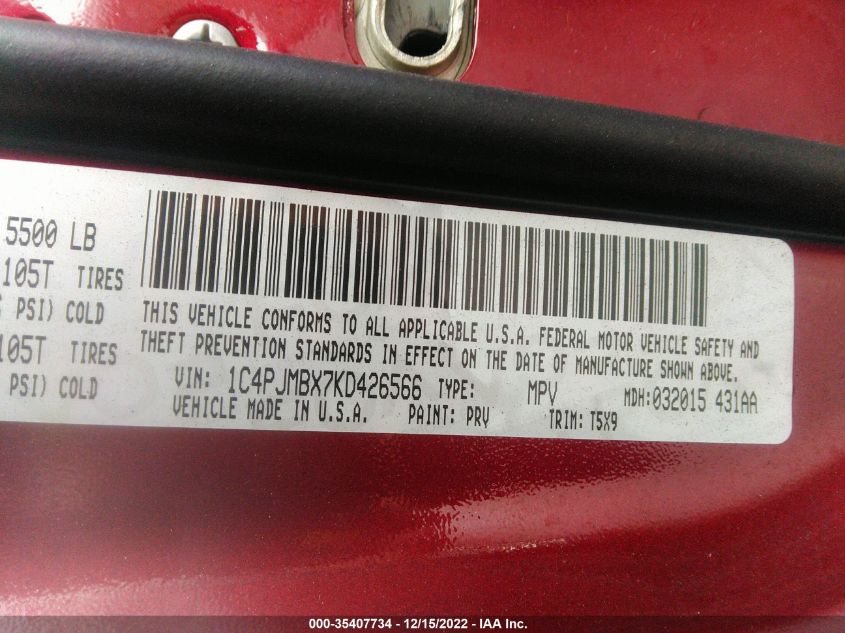 5500 LB
105T TIRES
PSI) COLD
105T TIRES
PSI) COLD
THIS VEHICLE CONFORMS TO ALL APPLICABLE U.S.A. FEDERAL MOTOR VEHICLE SAFETY AND
THEFT PREVENTION STANDARDS IN EFFECT ON THE DATE OF MANUFACTURE SHOWN ABOVE.
VIN: 1C4PJMBX7KD426566 TYPE: MPV MDH:032015 431AA
VEHICLE MADE IN U.S.A. PAINT: PRV TRIM: T5X9
000-35407734 - 12/15/2022 - IAA Inc.